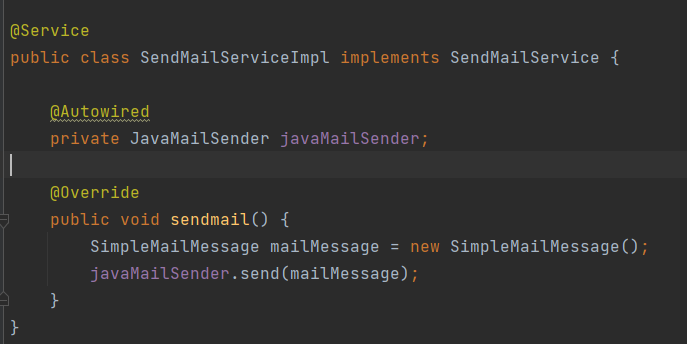 @Service
public class SendMailServiceImpl implements SendMailService {
@Autowired
private JavaMailSender javaMailSender;
@Override
public void sendmail() {
SimpleMailMessage mailMessage = new SimpleMailMessage();
javaMailSender.send(mailMessage);
}
}